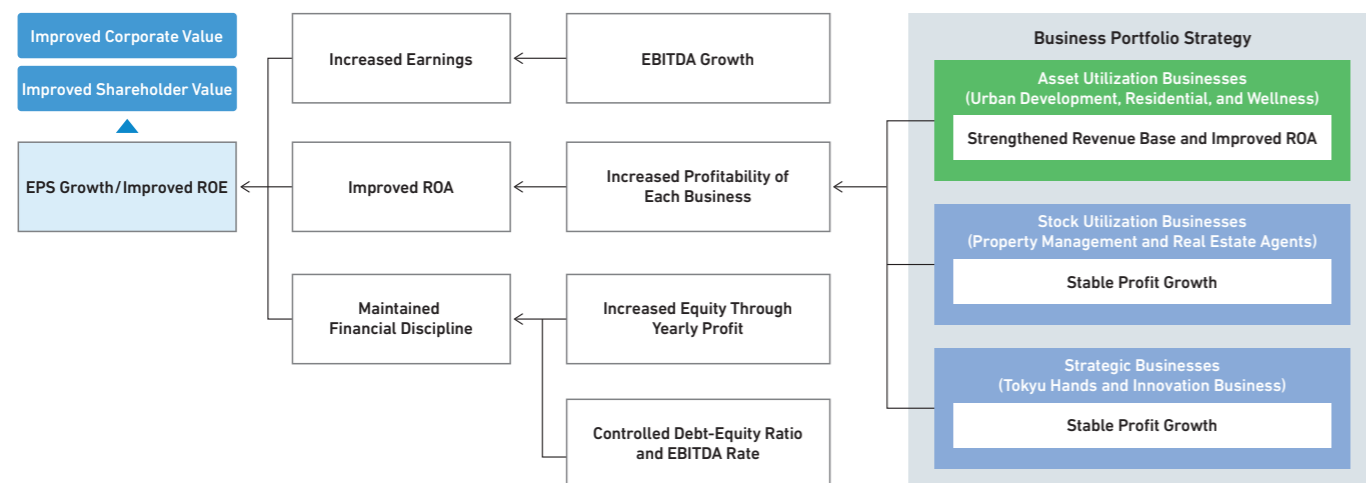 Improved Corporate Value
Improved Shareholder Value
EPS Growth/Improved ROE
Increased Earnings
Improved ROA
Maintained
Financial Discipline
EBITDA Growth
Increased Profitability of
Each Business
Increased Equity Through
Yearly Profit
Controlled Debt-Equity Ratio
and EBITDA Rate
Business Portfolio Strategy
Asset Utilization Businesses
(Urban Development, Residential, and Wellness)
Strengthened Revenue Base and Improved ROA
Stock Utilization Businesses
(Property Management and Real Estate Agents)
Stable Profit Growth
Strategic Businesses
(Tokyu Hands and Innovation Business)
Stable Profit Growth